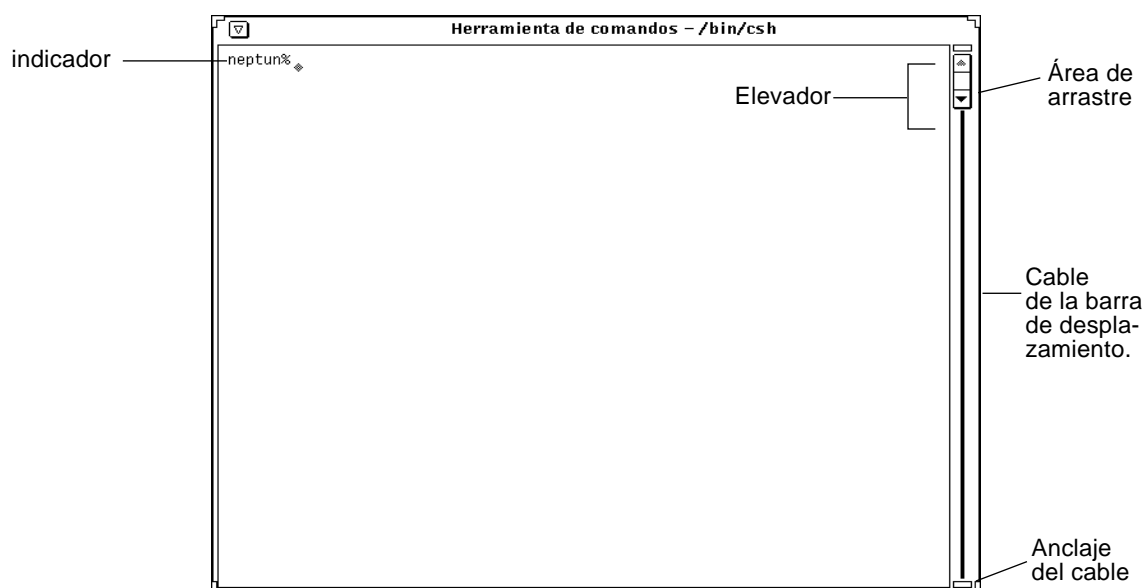 Herramienta de comandos – /bin/csh
indicador
neptun%
Elevador
Área de
arrastre
Cable
de la barra
de despla-
zamiento.
Anclaje
del cable